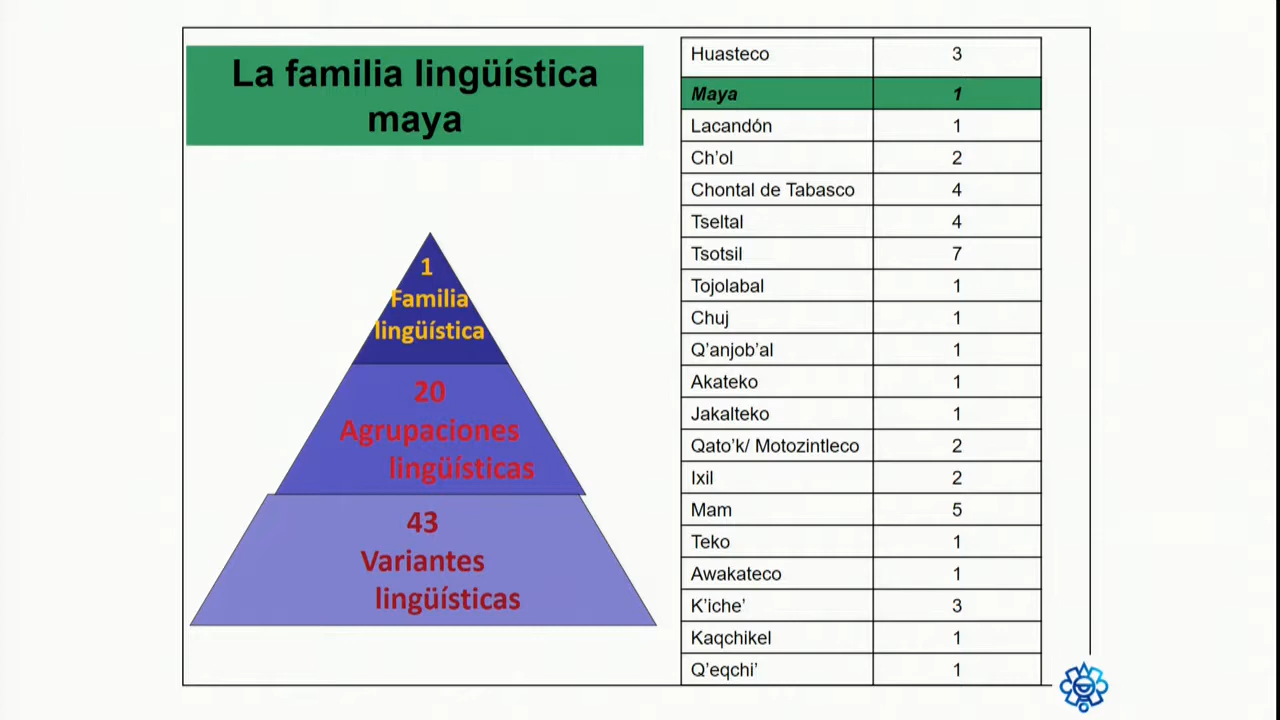 La familia lingüística
maya
1
Familia
lingüística
20
Agrupaciones
lingüísticas
43
Variantes
lingüísticas
Huasteco 3
Maya 1
Lacandón 1
Ch’ol 2
Chontal de Tabasco 4
Tseltal 4
Tsotsil 7
Tojolabal 1
Chuj 1
Q’anjob’al 1
Akateko 1
Jakalteko 1
Qato’k/ Motozintleco 2
Ixil 2
Mam 5
Teko 1
Awakateco 1
K’iche’ 3
Kaqchikel 1
Q’eqchi’ 1